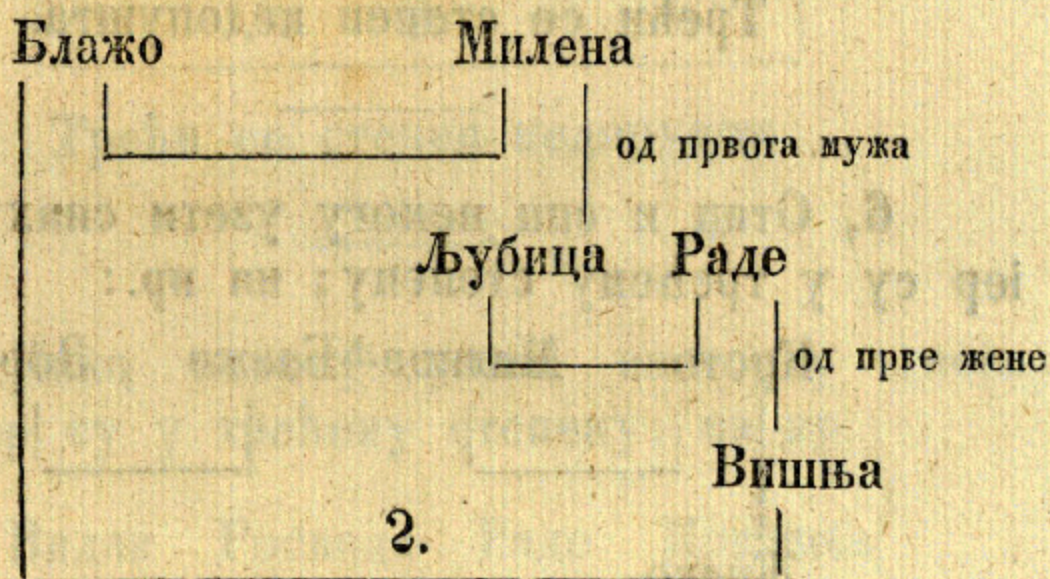 Блажо Милена
од првога мужа
Љубица Раде
од прве жене
Вишња
2.